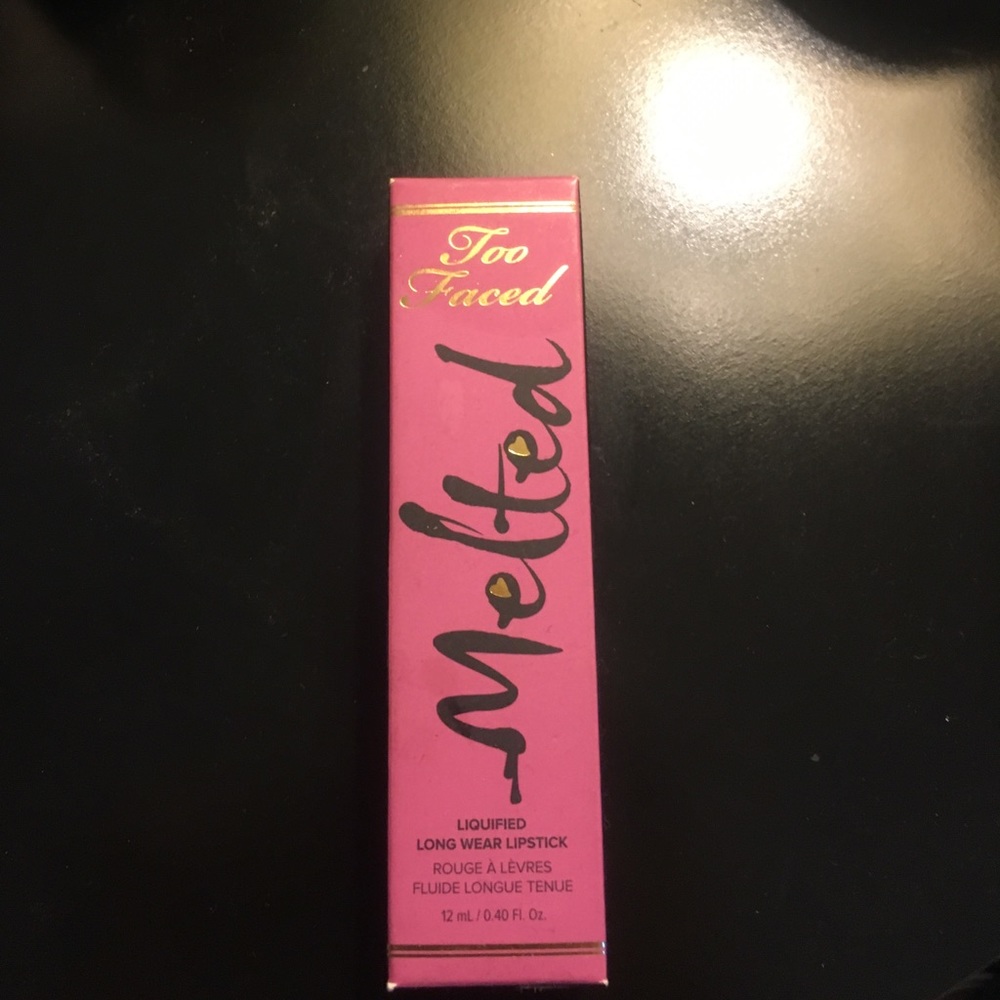 Too
Faced
Melted
LIQUIFIED
LONG WEAR LIPSTICK
ROUGE À LÈVRES
FLUIDE LONGUE TENUE
12 mL / 0.40 Fl. Oz.